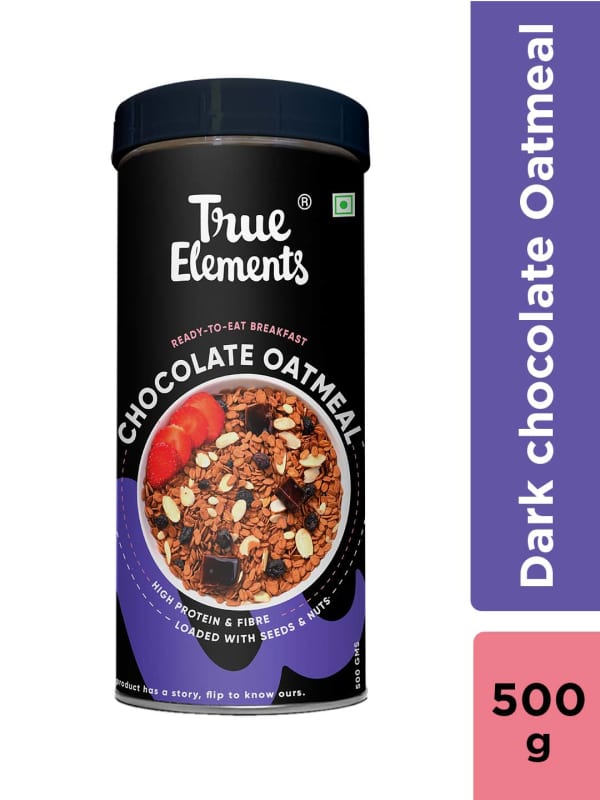 True
Elements
®
READY-TO-EAT BREAKFAST
CHOCOLATE OATMEAL
HIGH PROTEIN & FIBRE
LOADED WITH SEEDS & NUTS
500 GMS
product has a story, flip to know ours.
Dark chocolate Oatmeal
500
g